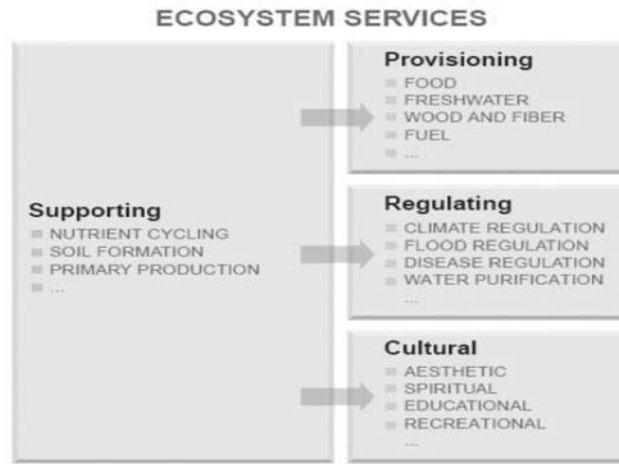 ECOSYSTEM SERVICES
Supporting
NUTRIENT CYCLING
SOIL FORMATION
PRIMARY PRODUCTION
...
Provisioning
FOOD
FRESHWATER
WOOD AND FIBER
FUEL
...
Regulating
CLIMATE REGULATION
FLOOD REGULATION
DISEASE REGULATION
WATER PURIFICATION
...
Cultural
AESTHETIC
SPIRITUAL
EDUCATIONAL
RECREATIONAL
...